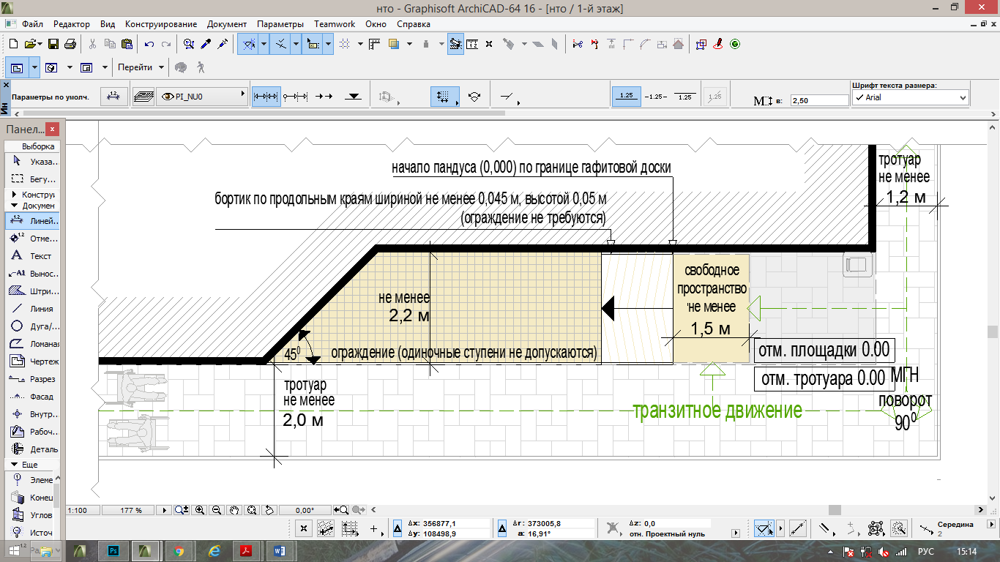 нто - Graphisoft ArchiCAD-64 16 - [нто / 1-й этаж]
Файл Редактор Вид Конструирование Документ Параметры Teamwork Окно Справка
Перейти
Ин
Параметры по умолч.
PI_NU0
1.25
-1.25-
1.25
1.25
М
в:
2,50
Шрифт текста размера:
Arial
Панел...
Выборка
Указа...
Бегу...
Констру
Докумен
Линей...
Отме...
Текст
Вынос...
Штри...
Линия
Дуга/...
Ломаная
Чертеж
Разрез
Фасад
Внутр...
Рабоч...
Деталь
Еще
Элеме
Конец
Углов
Источ
начало пандуса (0,000) по границе гафитовой доски
бортик по продольным краям шириной не менее 0,045 м, высотой 0,05 м
(ограждение не требуются)
тротуар
не менее
1,2 м
свободное
пространство
не менее
1,5 м
не менее
2,2 м
45⁰
ограждение (одиночные ступени не допускаются)
отм. площадки 0.00
отм. тротуара 0.00
МГН
поворот
90⁰
тротуар
не менее
2,0 м
транзитное движение
1:100
177 %
0,00°
Δx: 356877,1
Δy: 108498,9
Δr: 373005,8
a: 16,91°
Δz: 0,0
отн. Проектный нуль
Середина
2
Ps
РУС
15:14